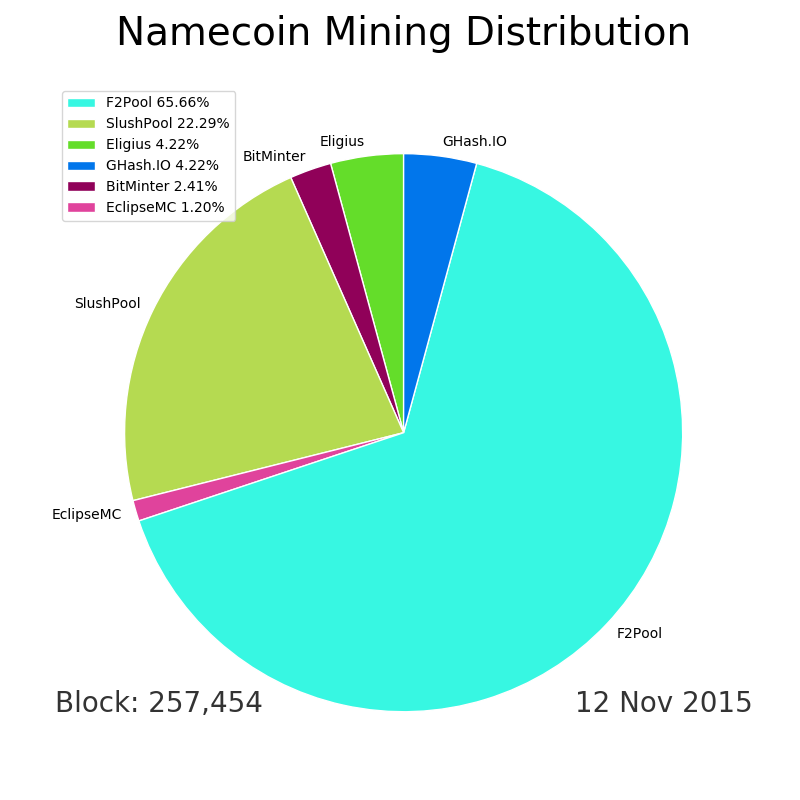 Namecoin Mining Distribution
F2Pool 65.66%
SlushPool 22.29%
Eligius 4.22%
GHash.IO 4.22%
BitMinter 2.41%
EclipseMC 1.20%
Eligius
GHash.IO
BitMinter
SlushPool
EclipseMC
F2Pool
Block: 257,454
12 Nov 2015